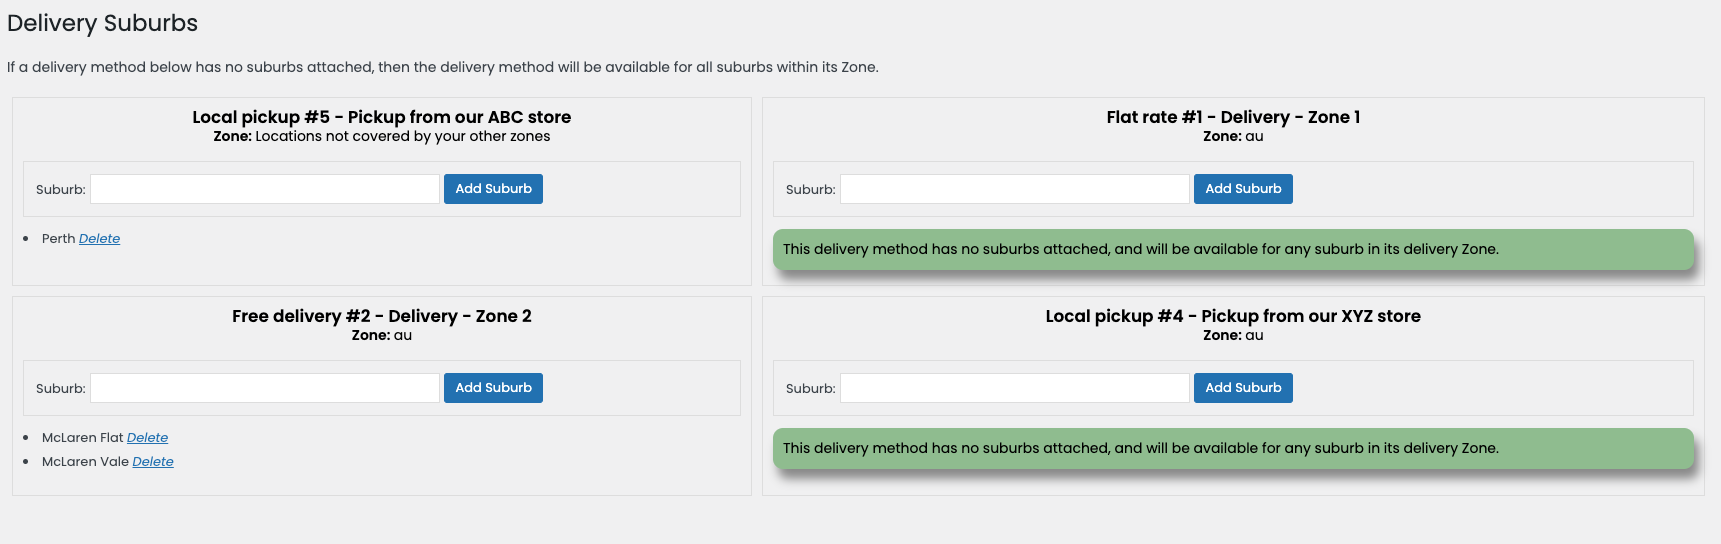 Delivery Suburbs
If a delivery method below has no suburbs attached, then the delivery method will be available for all suburbs within its Zone.
Local pickup #5 - Pickup from our ABC store
Zone: Locations not covered by your other zones
Suburb:
Add Suburb
Perth Delete
Flat rate #1 - Delivery - Zone 1
Zone: au
Suburb:
Add Suburb
This delivery method has no suburbs attached, and will be available for any suburb in its delivery Zone.
Free delivery #2 - Delivery - Zone 2
Zone: au
Suburb:
Add Suburb
McLaren Flat Delete
McLaren Vale Delete
Local pickup #4 - Pickup from our XYZ store
Zone: au
Suburb:
Add Suburb
This delivery method has no suburbs attached, and will be available for any suburb in its delivery Zone.